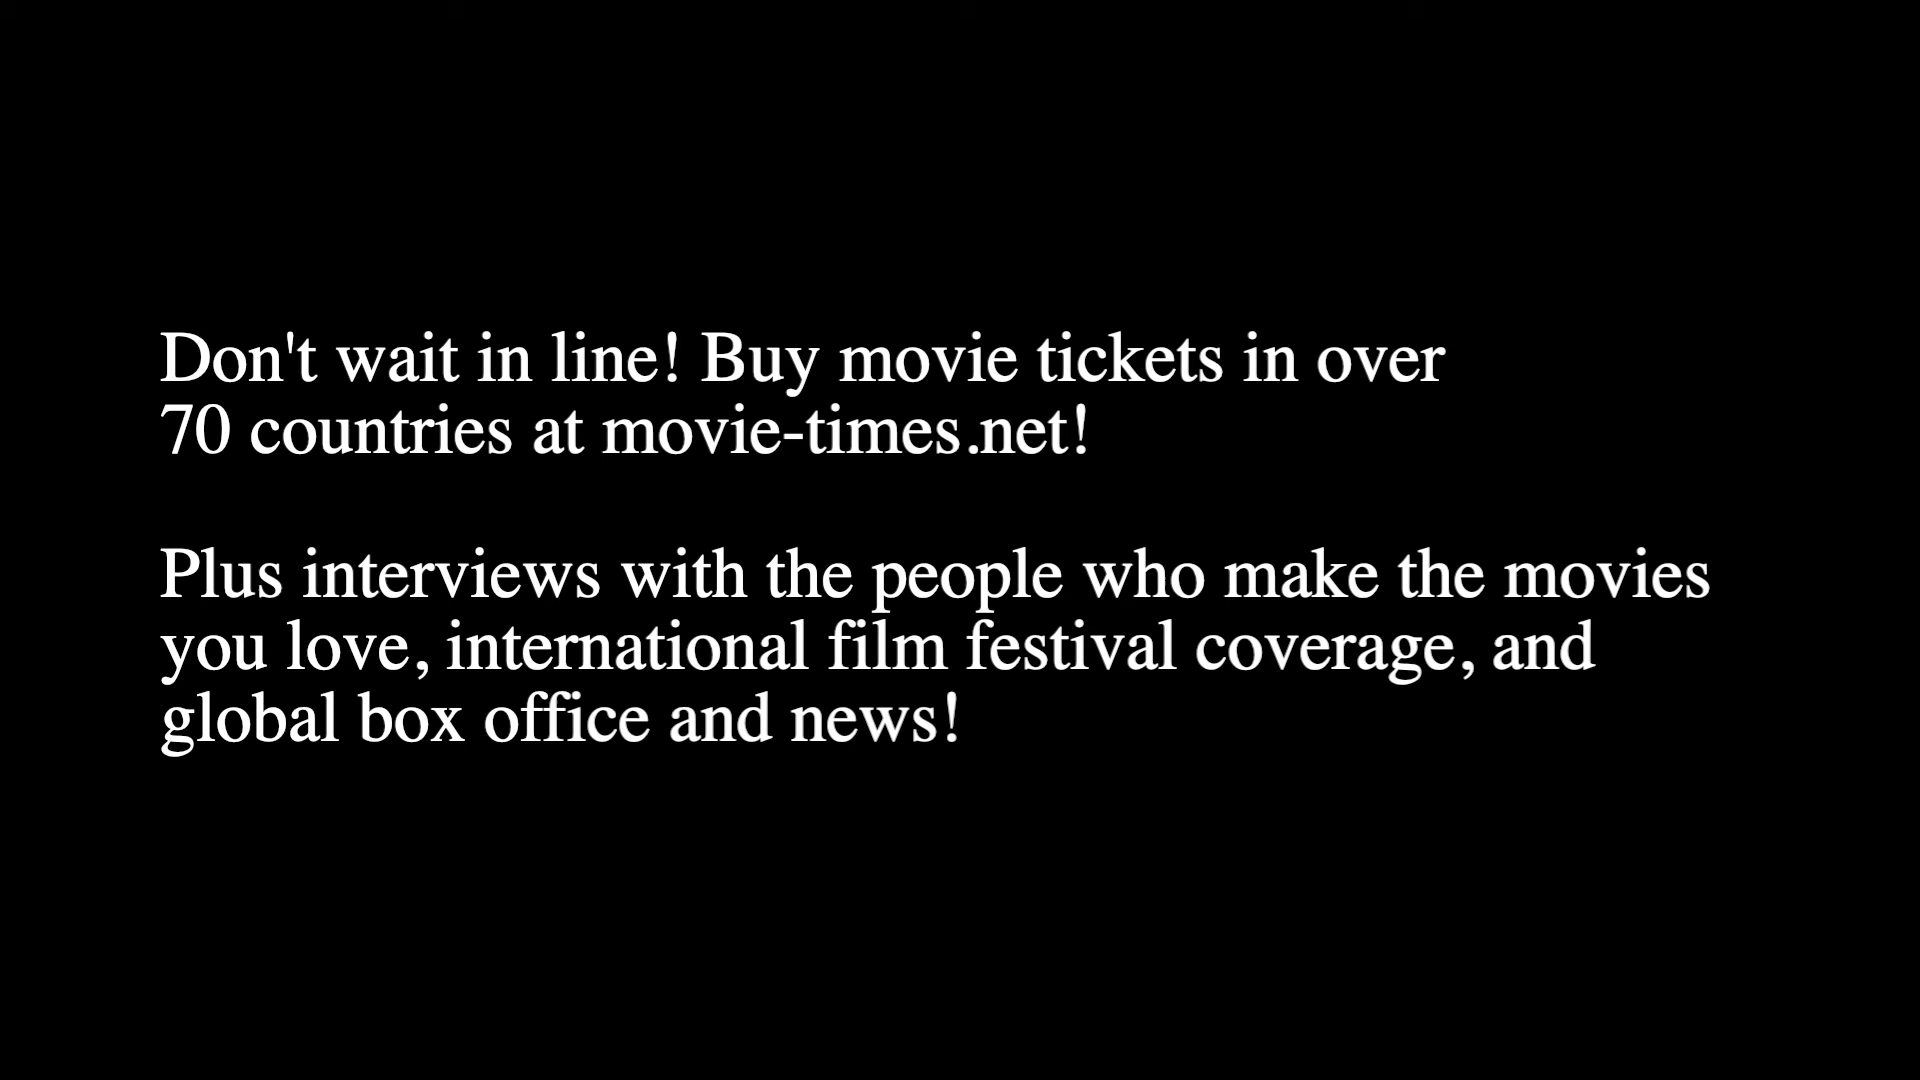 Don't wait in line! Buy movie tickets in over
70 countries at movie-times.net!
Plus interviews with the people who make the movies
you love, international film festival coverage, and
global box office and news!